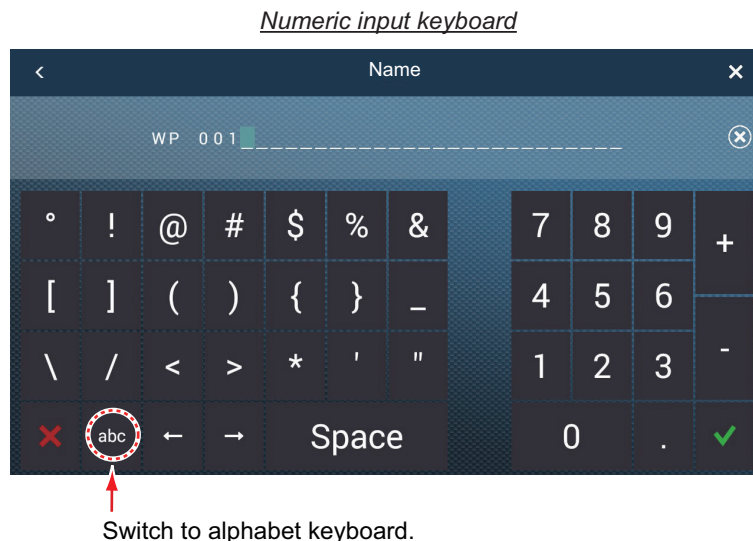 Numeric input keyboard
< Name ×
WP 001__________________________
° ! @ # $ % & 7 8 9 +
[ ] ( ) { } _ 4 5 6
\ / < > * ' " 1 2 3 -
abc ← → Space 0 .
Switch to alphabet keyboard.